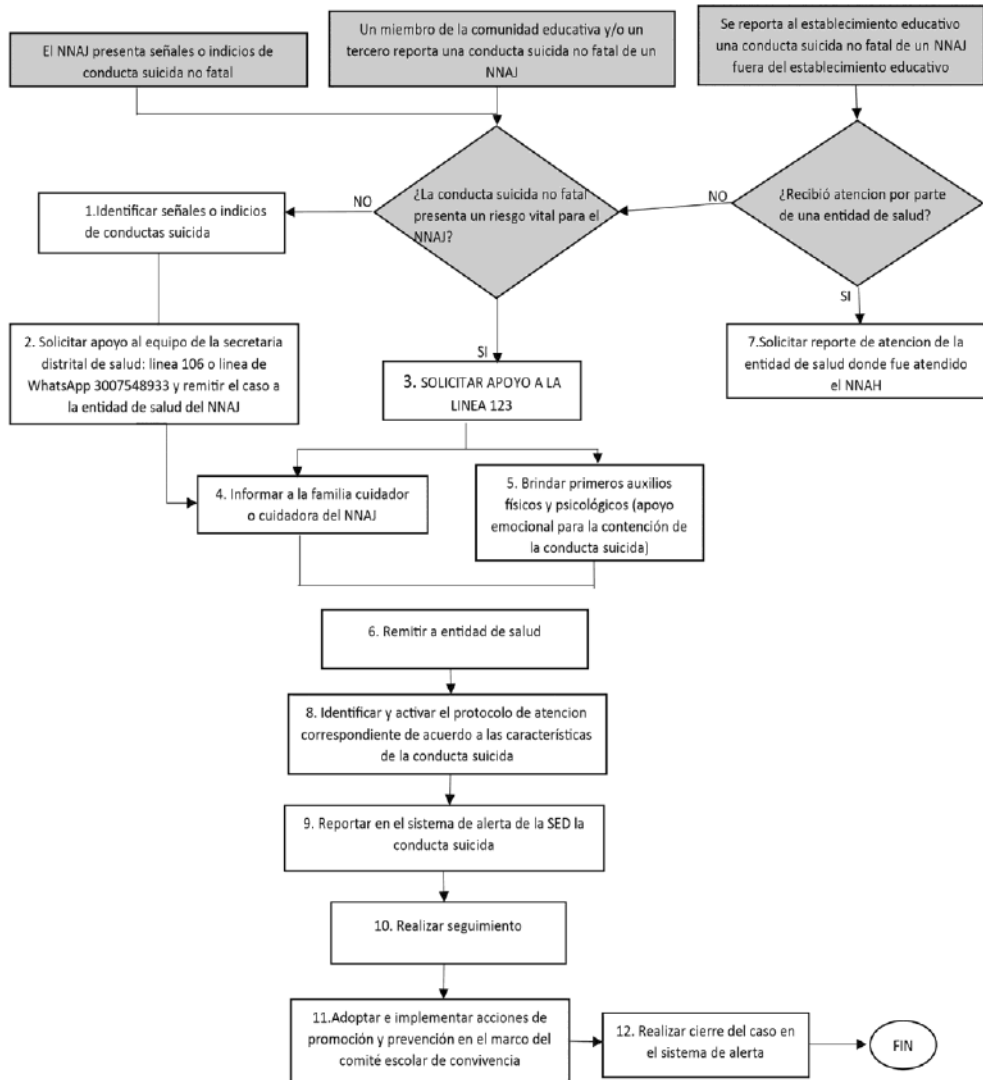 El NNAJ presenta señales o indicios de
conducta suicida no fatal
Un miembro de la comunidad educativa y/o un
tercero reporta una conducta suicida no fatal de un
NNAJ
Se reporta al establecimiento educativo
una conducta suicida no fatal de un NNAJ
fuera del establecimiento educativo
¿La conducta suicida no fatal
presenta un riesgo vital para el
NNAJ?
NO
SI
¿Recibió atencion por parte
de una entidad de salud?
NO
SI
1.Identificar señales o indicios
de conductas suicida
2. Solicitar apoyo al equipo de la secretaria
distrital de salud: linea 106 o linea de
WhatsApp 3007548933 y remitir el caso a
la entidad de salud del NNAJ
3. SOLICITAR APOYO A LA
LINEA 123
7.Solicitar reporte de atencion de la
entidad de salud donde fue atendido
el NNAH
4. Informar a la familia cuidador
o cuidadora del NNAJ
5. Brindar primeros auxilios
físicos y psicológicos (apoyo
emocional para la contención de
la conducta suicida)
6. Remitir a entidad de salud
8. Identificar y activar el protocolo de atencion
correspondiente de acuerdo a las características
de la conducta suicida
9. Reportar en el sistema de alerta de la SED la
conducta suicida
10. Realizar seguimiento
11.Adoptar e implementar acciones de
promoción y prevención en el marco del
comité escolar de convivencia
12. Realizar cierre del caso en
el sistema de alerta
FIN